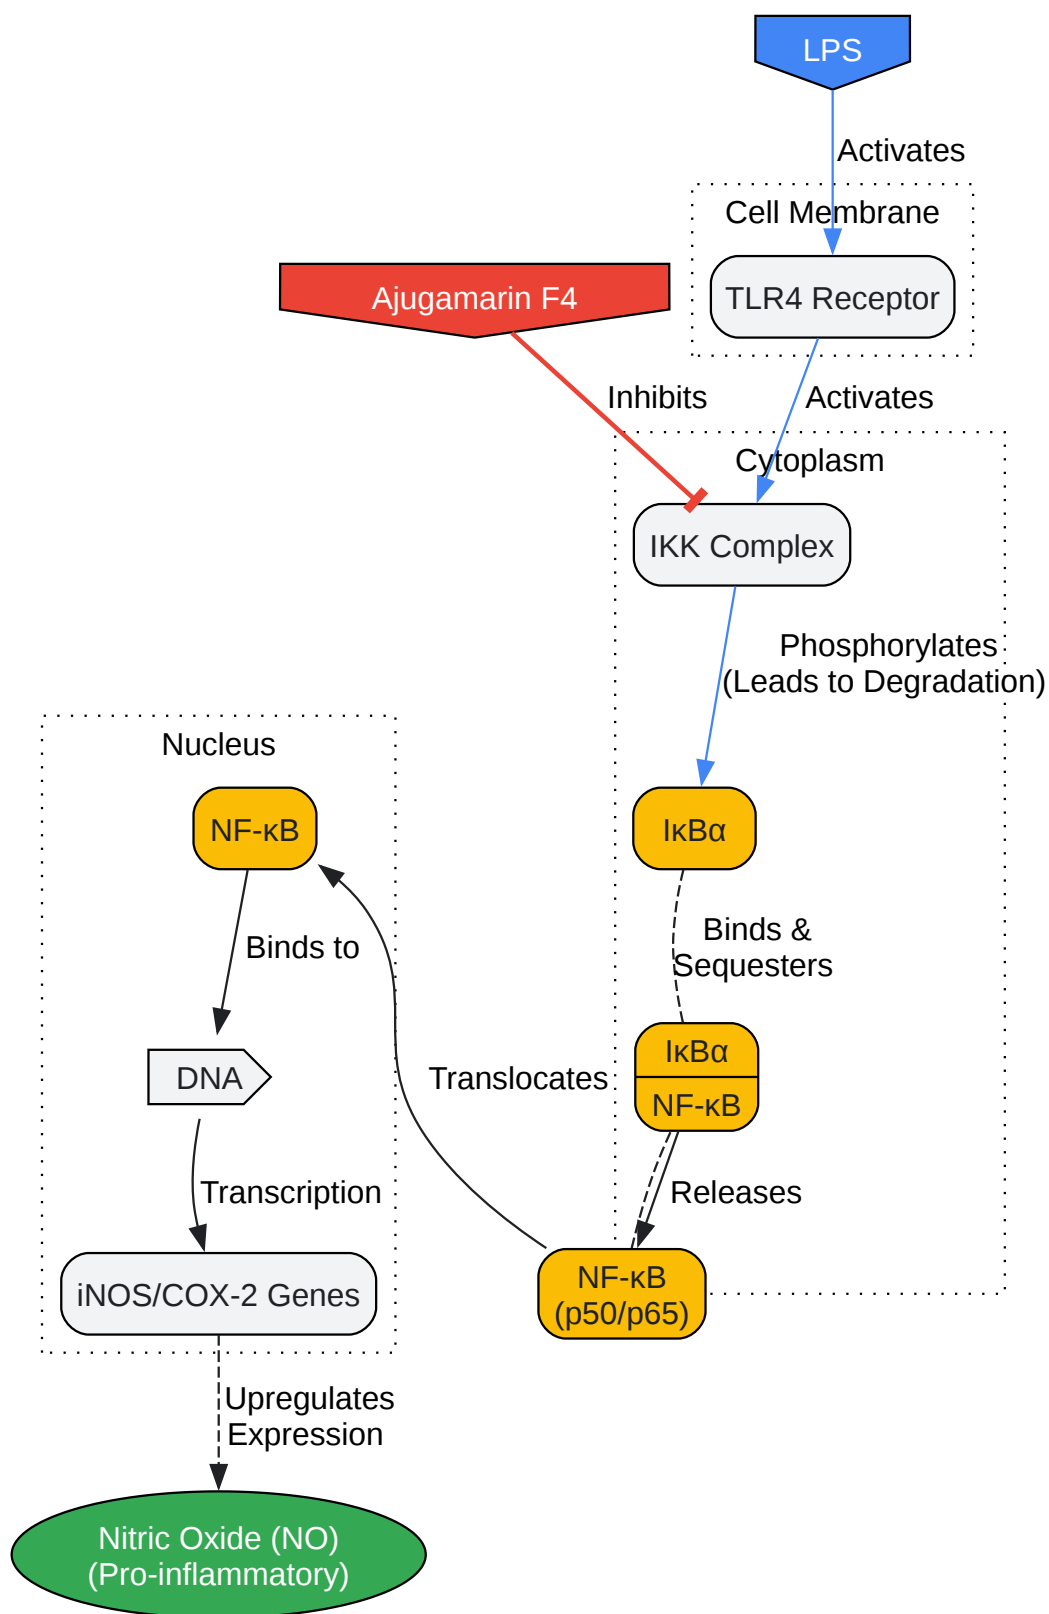 LPS
Activates
Cell Membrane
TLR4 Receptor
Ajugamarin F4
Inhibits
Activates
Cytoplasm
IKK Complex
Phosphorylates
(Leads to Degradation)
IκBα
Binds &
Sequesters
IκBα
NF-κB
Releases
NF-κB
(p50/p65)
Translocates
Nucleus
NF-κB
Binds to
DNA
Transcription
iNOS/COX-2 Genes
Upregulates
Expression
Nitric Oxide (NO)
(Pro-inflammatory)